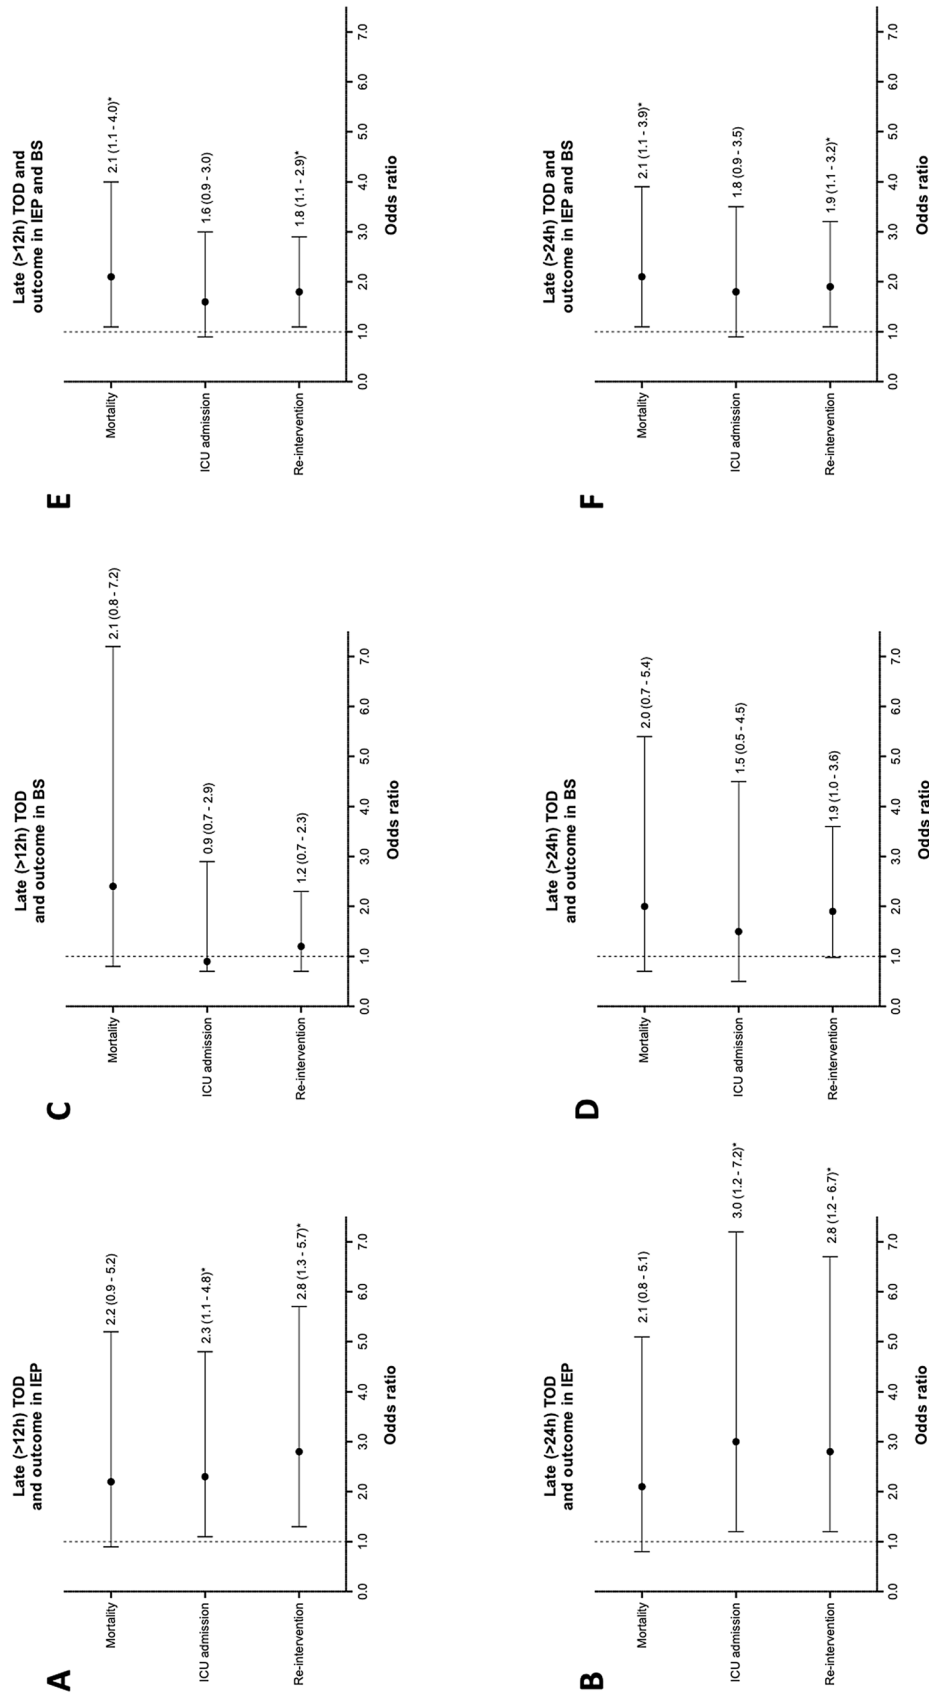 A
Late (>12h) TOD
and outcome in IEP
Mortality
2.2 (0.9 - 5.2)
ICU admission
2.3 (1.1 - 4.8)*
Re-intervention
2.8 (1.3 - 5.7)*
0.0 1.0 2.0 3.0 4.0 5.0 6.0 7.0
Odds ratio
B
Late (>24h) TOD
and outcome in IEP
Mortality
2.1 (0.8 - 5.1)
ICU admission
3.0 (1.2 - 7.2)*
Re-intervention
2.8 (1.2 - 6.7)*
0.0 1.0 2.0 3.0 4.0 5.0 6.0 7.0
Odds ratio
C
Late (>12h) TOD
and outcome in BS
Mortality
2.1 (0.8 - 7.2)
ICU admission
0.9 (0.7 - 2.9)
Re-intervention
1.2 (0.7 - 2.3)
0.0 1.0 2.0 3.0 4.0 5.0 6.0 7.0
Odds ratio
D
Late (>24h) TOD
and outcome in BS
Mortality
2.0 (0.7 - 5.4)
ICU admission
1.5 (0.5 - 4.5)
Re-intervention
1.9 (1.0 - 3.6)
0.0 1.0 2.0 3.0 4.0 5.0 6.0 7.0
Odds ratio
E
Late (>12h) TOD and
outcome in IEP and BS
Mortality
2.1 (1.1 - 4.0)*
ICU admission
1.6 (0.9 - 3.0)
Re-intervention
1.8 (1.1 - 2.9)*
0.0 1.0 2.0 3.0 4.0 5.0 6.0 7.0
Odds ratio
F
Late (>24h) TOD and
outcome in IEP and BS
Mortality
2.1 (1.1 - 3.9)*
ICU admission
1.8 (0.9 - 3.5)
Re-intervention
1.9 (1.1 - 3.2)*
0.0 1.0 2.0 3.0 4.0 5.0 6.0 7.0
Odds ratio